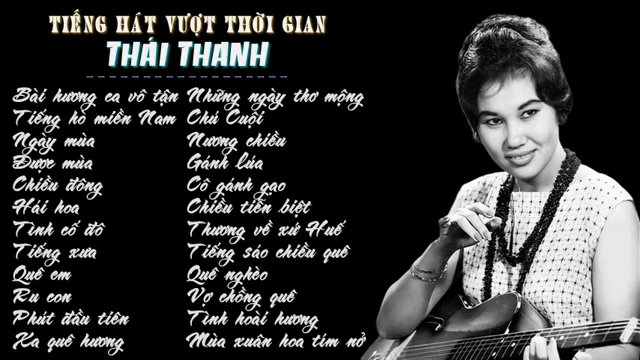 TIẾNG HÁT VƯỢT THỜI GIAN
THÁI THANH
Bài hương ca vô tận
Tiếng hò miền Nam
Ngày mùa
Được mùa
Chiều đông
Hái hoa
Tình cố đô
Tiếng xưa
Quê em
Ru con
Phút đầu tiên
Ka quê hương
Những ngày thơ mộng
Chú Cuội
Nương chiều
Gánh lúa
Cô gánh gạo
Chiều tiễn biệt
Thương về xứ Huế
Tiếng sáo chiều quê
Quê nghèo
Vợ chồng quê
Tình hoài hương
Mùa xuân hoa tím nở